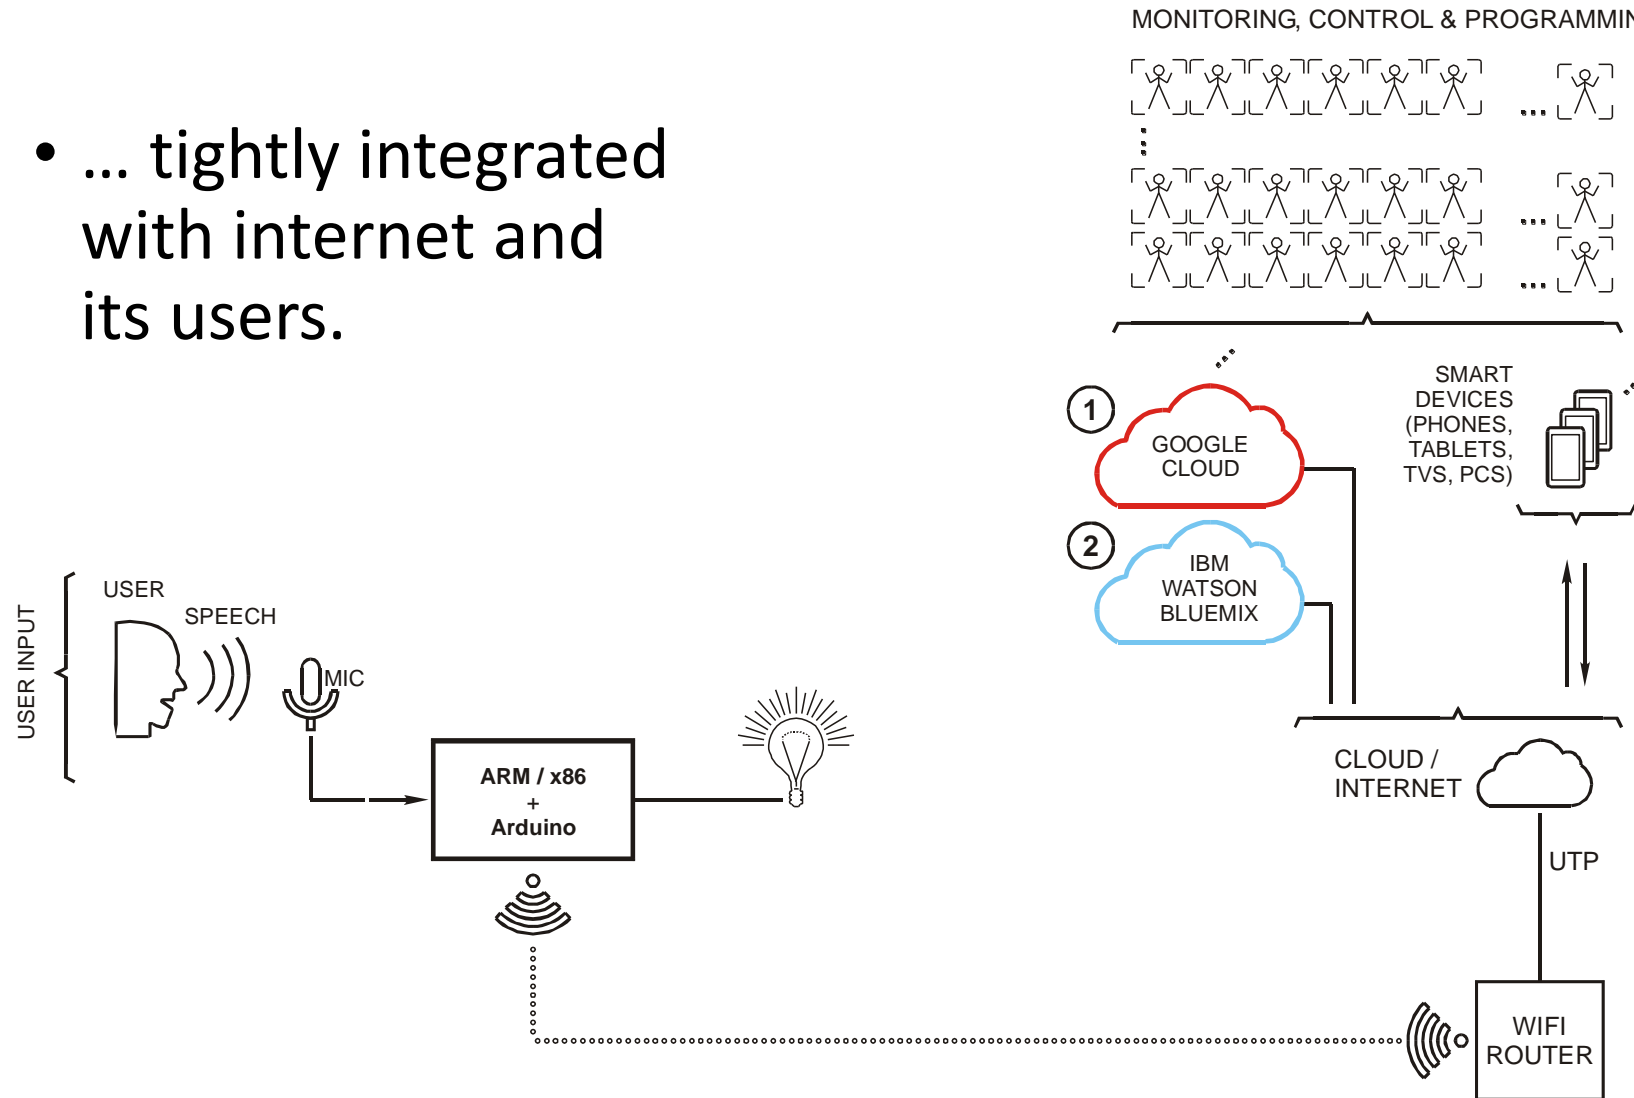 MONITORING, CONTROL & PROGRAMMIN
• … tightly integrated
with internet and
its users.
SMART
DEVICES
(PHONES,
TABLETS,
TVS, PCS)
1
GOOGLE
CLOUD
2
IBM
WATSON
BLUEMIX
USER INPUT
USER
SPEECH
MIC
ARM / x86
+
Arduino
CLOUD /
INTERNET
UTP
WIFI
ROUTER